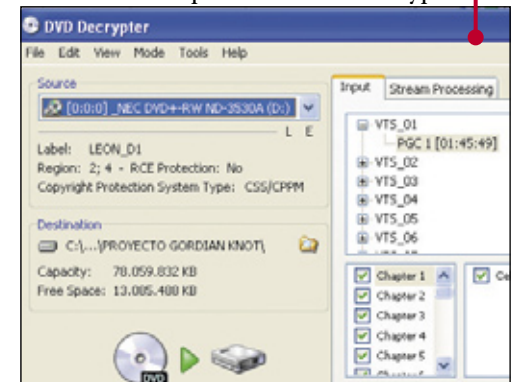 DVD Decrypter
File Edit View Mode Tools Help
Source
[0:0:0] _NEC DVD+-RW ND-3530A (D:)
L E
Label: LEON_D1
Region: 2; 4 - RCE Protection: No
Copyright Protection System Type: CSS/CPPM
Destination
C:\...\PROYECTO GORDIAN KNOT\
Capacity: 78.059.832 KB
Free Space: 13.085.488 KB
DVD
Input
Stream Processing
VTS_01
PGC 1 [01:45:49]
VTS_02
VTS_03
VTS_04
VTS_05
VTS_06
Chapter 1
Chapter 2
Chapter 3
Chapter 4
Chapter 5